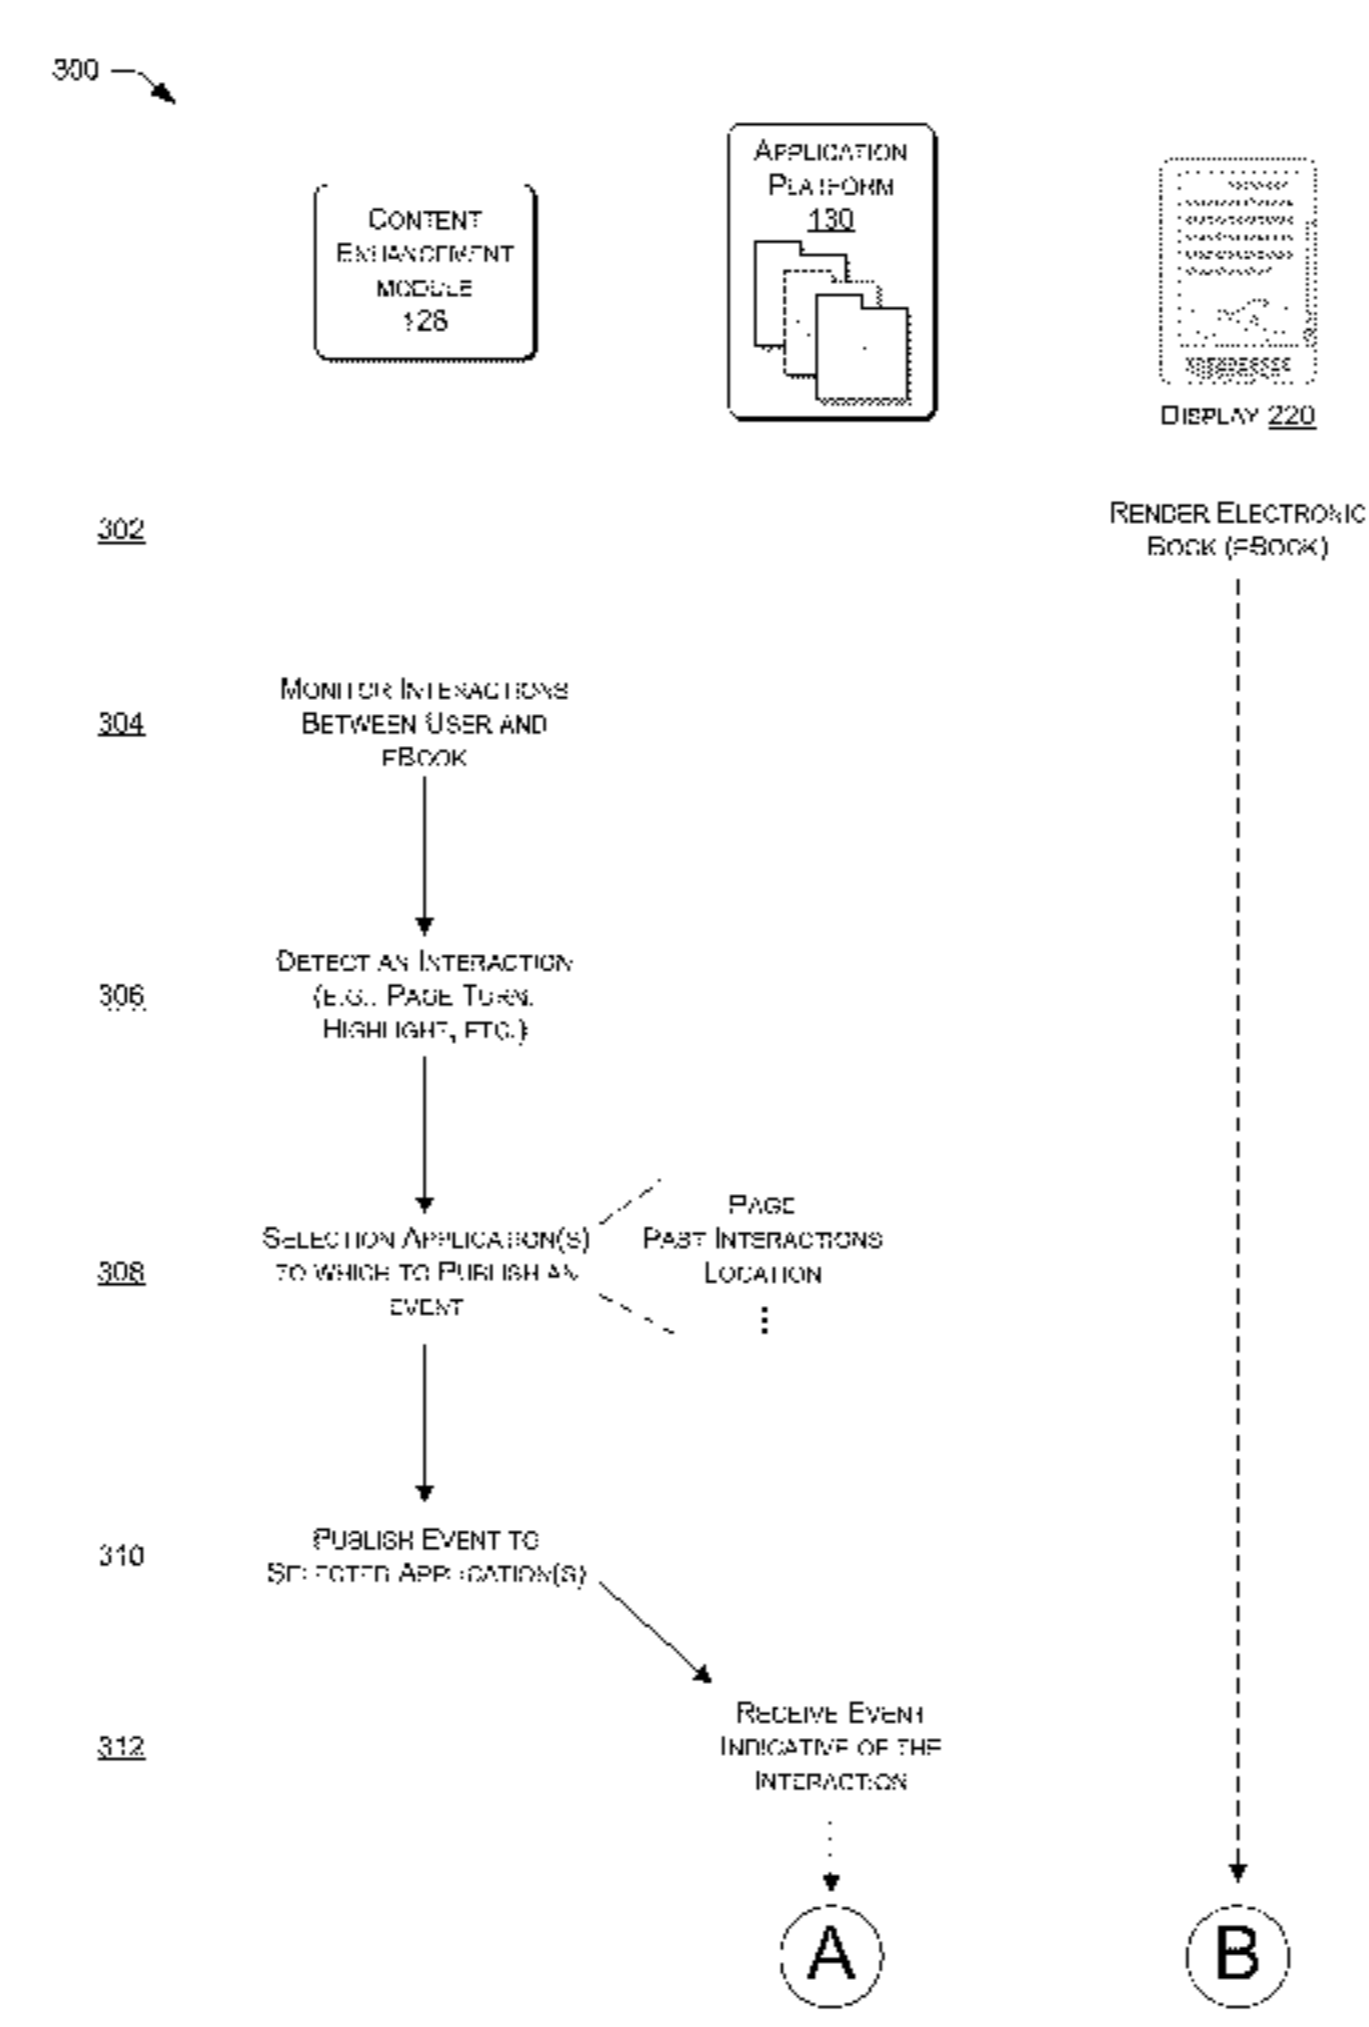 300
CONTENT
ENHANCEMENT
MODULE
128
APPLICATION
PLATFORM
130
DISPLAY 220
302
RENDER ELECTRONIC
BOOK (EBOOK)
304
MONITOR INTERACTIONS
BETWEEN USER AND
EBOOK
306
DETECT AN INTERACTION
(E.G., PAGE TURN,
HIGHLIGHT, ETC.)
308
SELECTION APPLICATION(S)
TO WHICH TO PUBLISH AN
EVENT
PAGE
PAST INTERACTIONS
LOCATION
310
PUBLISH EVENT TO
SELECTED APPLICATION(S)
312
RECEIVE EVENT
INDICATIVE OF THE
INTERACTION
A
B